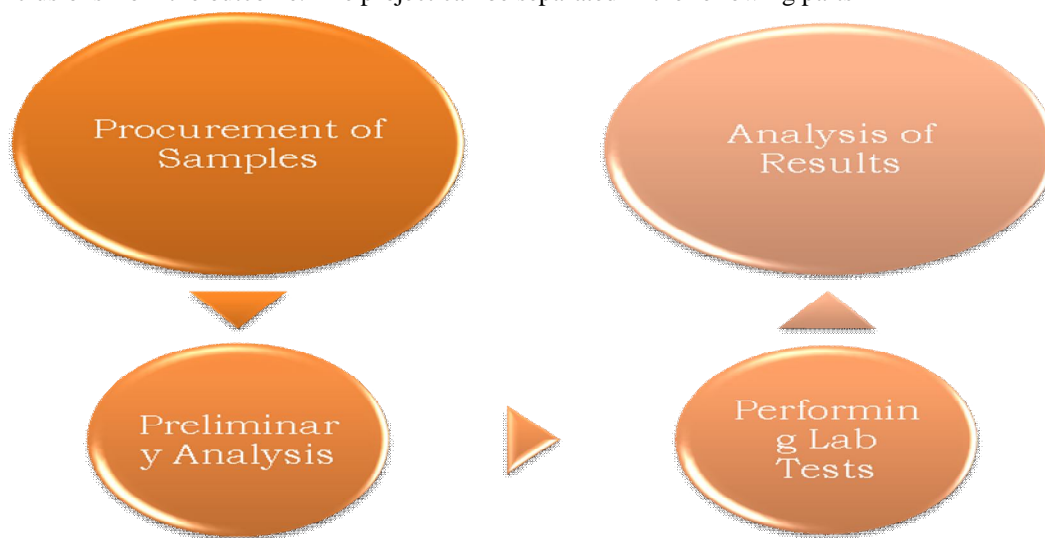 Procurement of
Samples
Analysis of
Results
Preliminar
y Analysis
Performin
g Lab
Tests